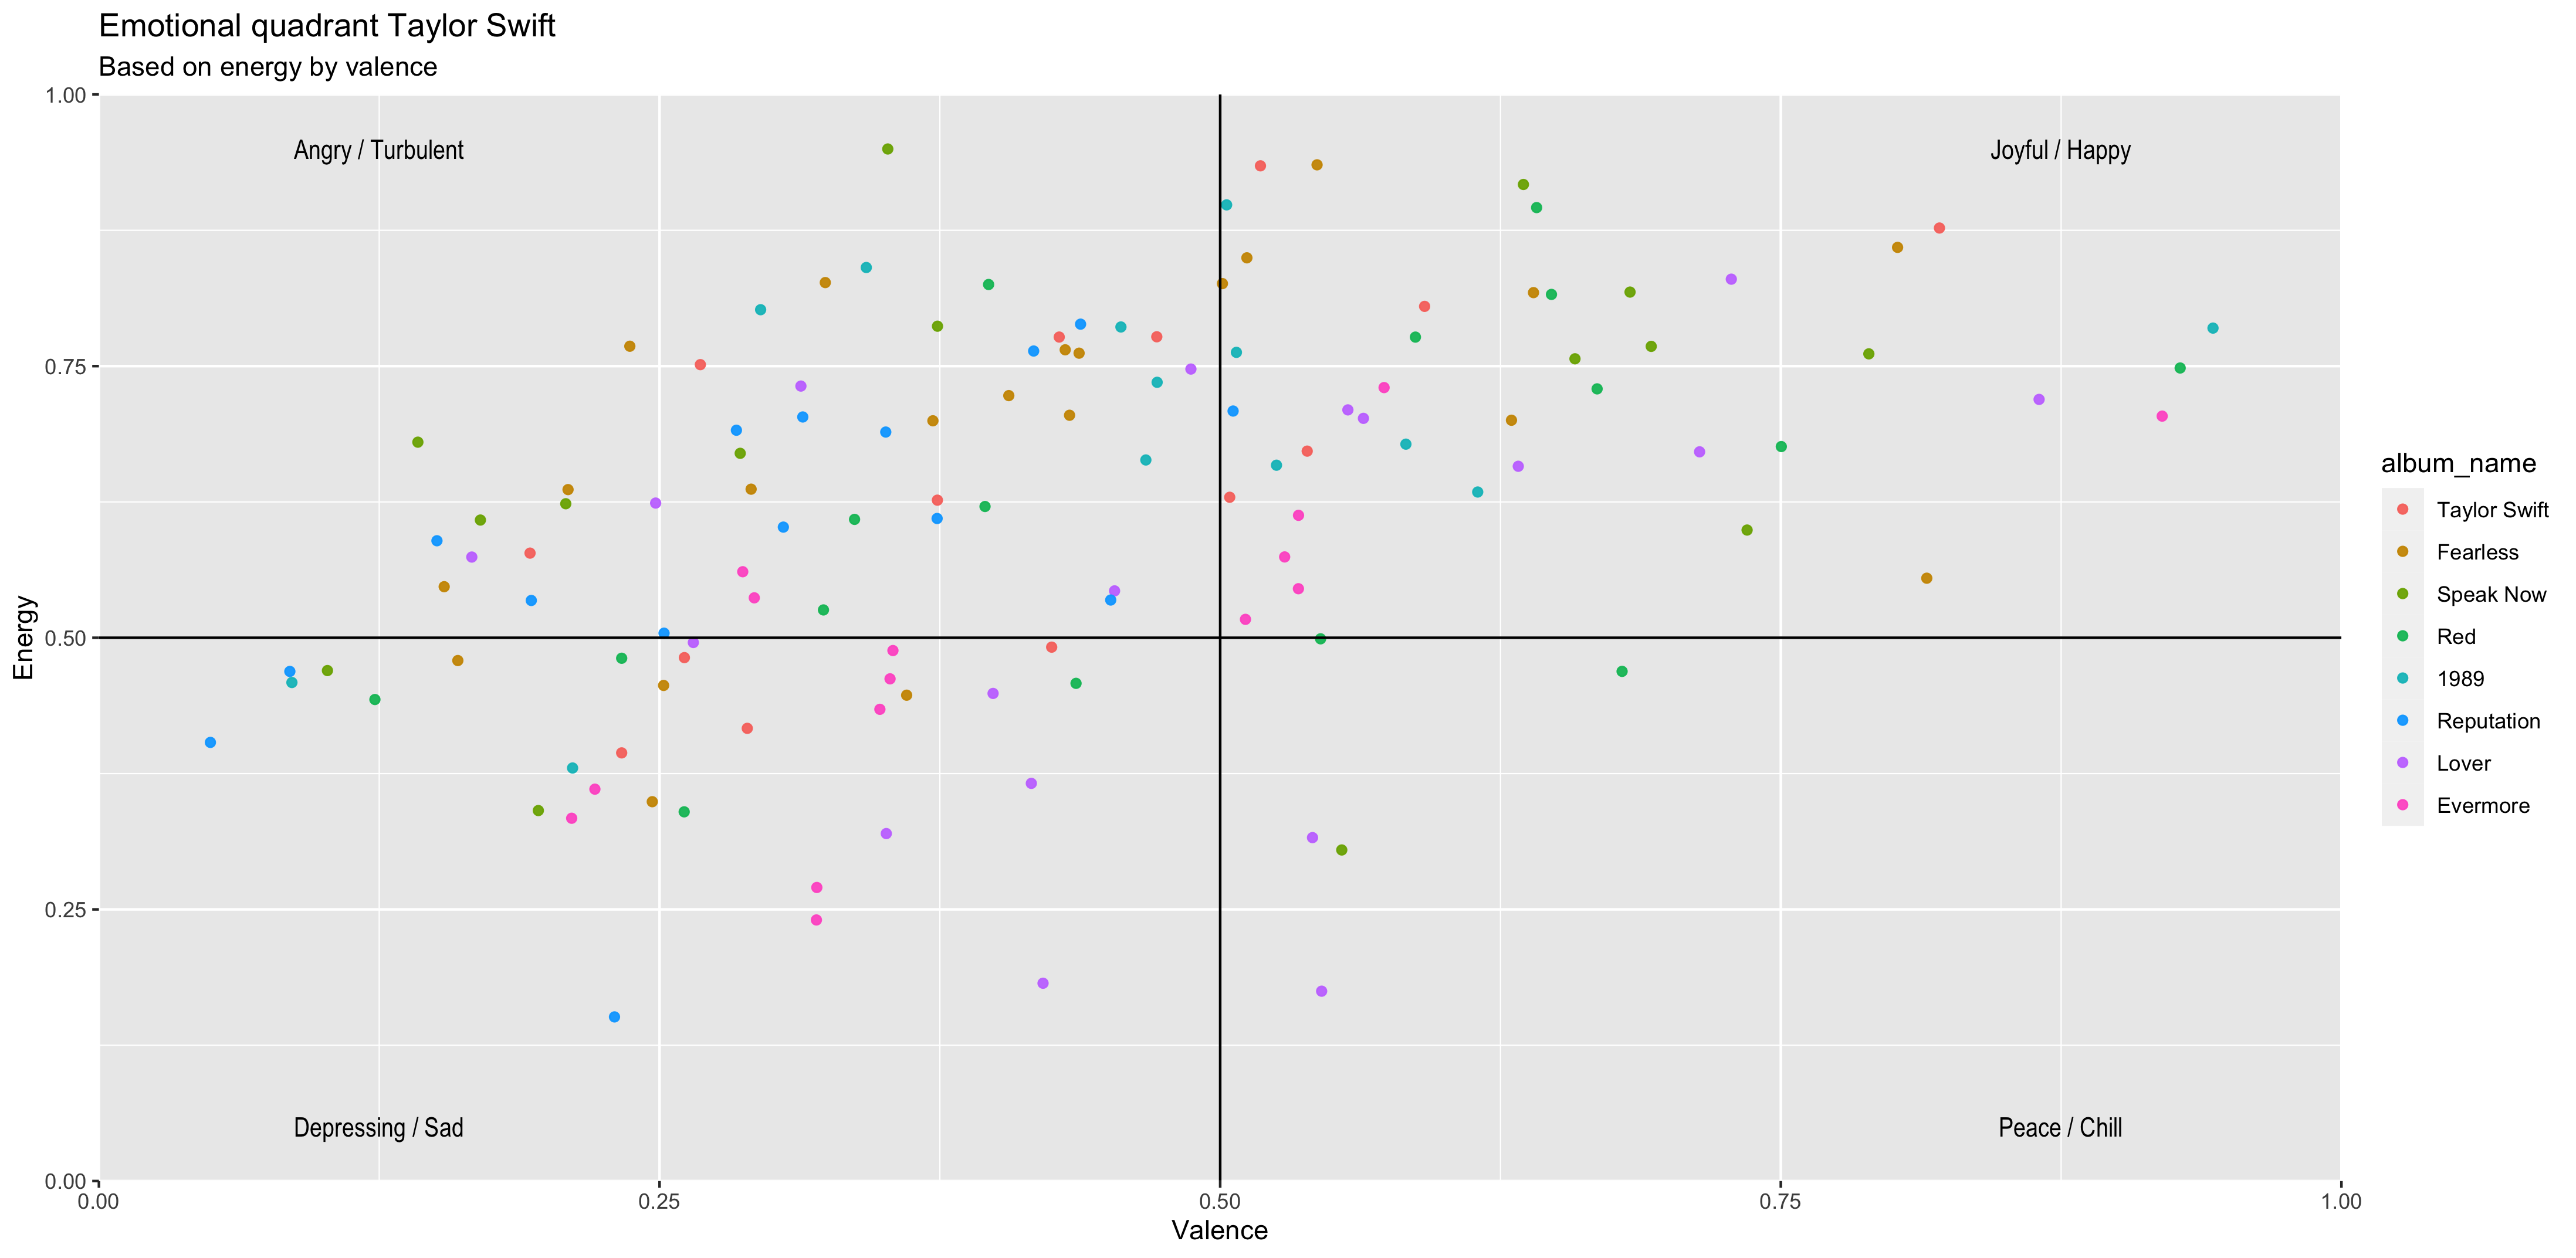 Emotional quadrant Taylor Swift
Based on energy by valence
1.00
0.75
0.50
0.25
0.00
Energy
Angry / Turbulent
Joyful / Happy
Depressing / Sad
Peace / Chill
0.00
0.25
0.50
0.75
1.00
Valence
album_name
Taylor Swift
Fearless
Speak Now
Red
1989
Reputation
Lover
Evermore